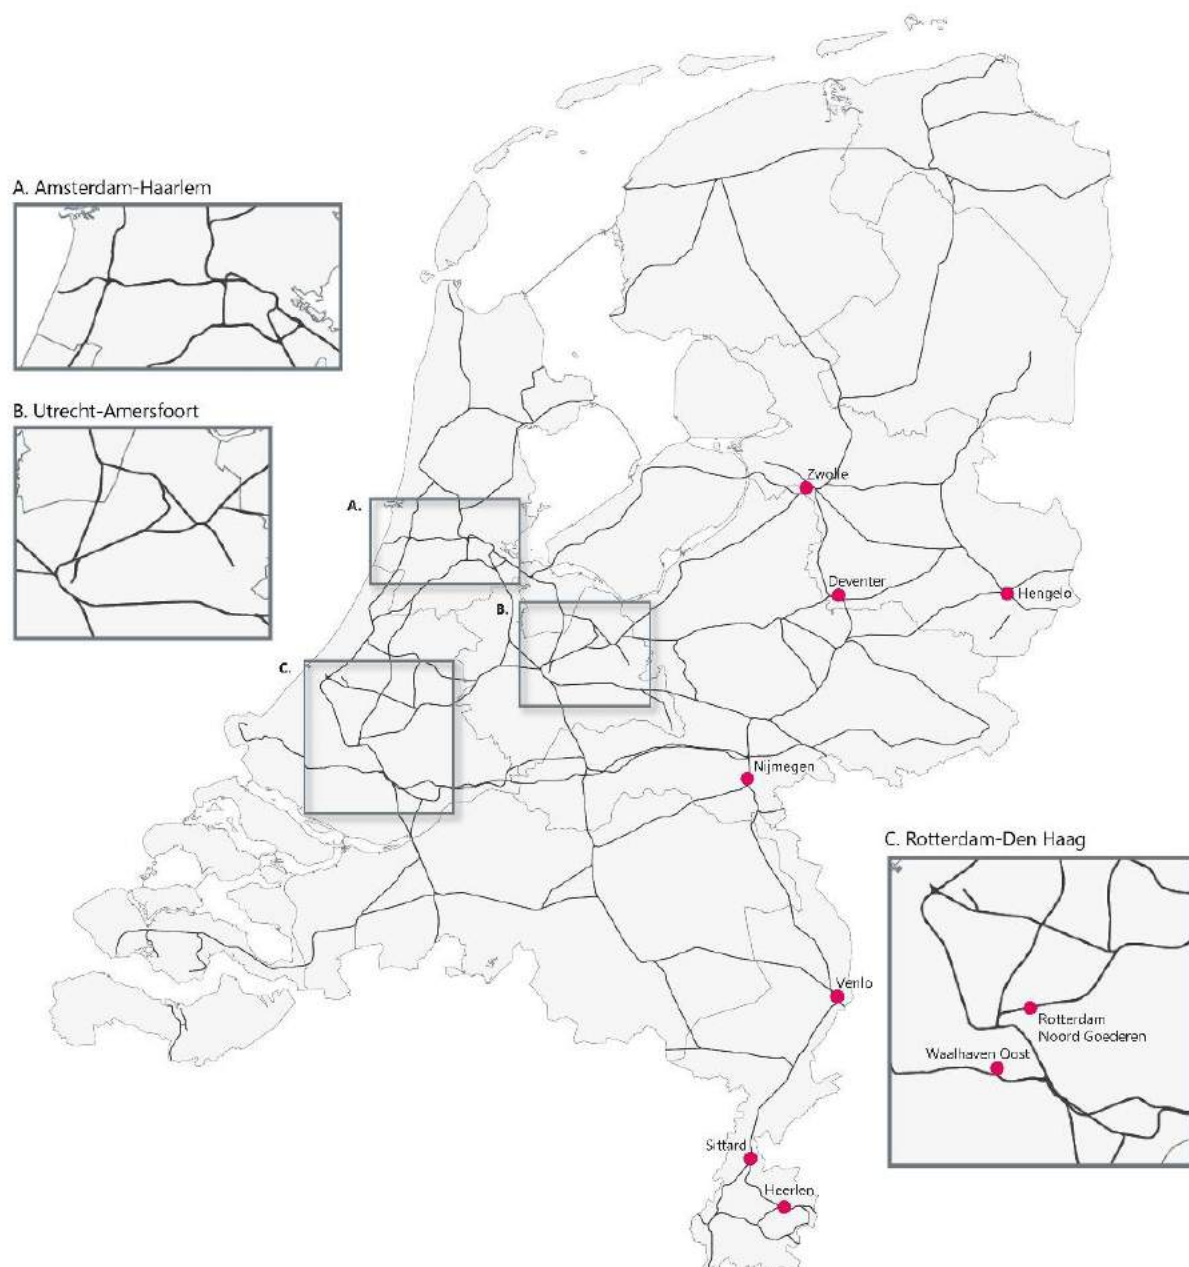 A. Amsterdam-Haarlem
B. Utrecht-Amersfoort
A.
B.
C.
Zwolle
Deventer
Hengelo
Nijmegen
C. Rotterdam-Den Haag
Rotterdam
Noord Goederen
Waalhaven Oost
Venlo
Sittard
Heerlen